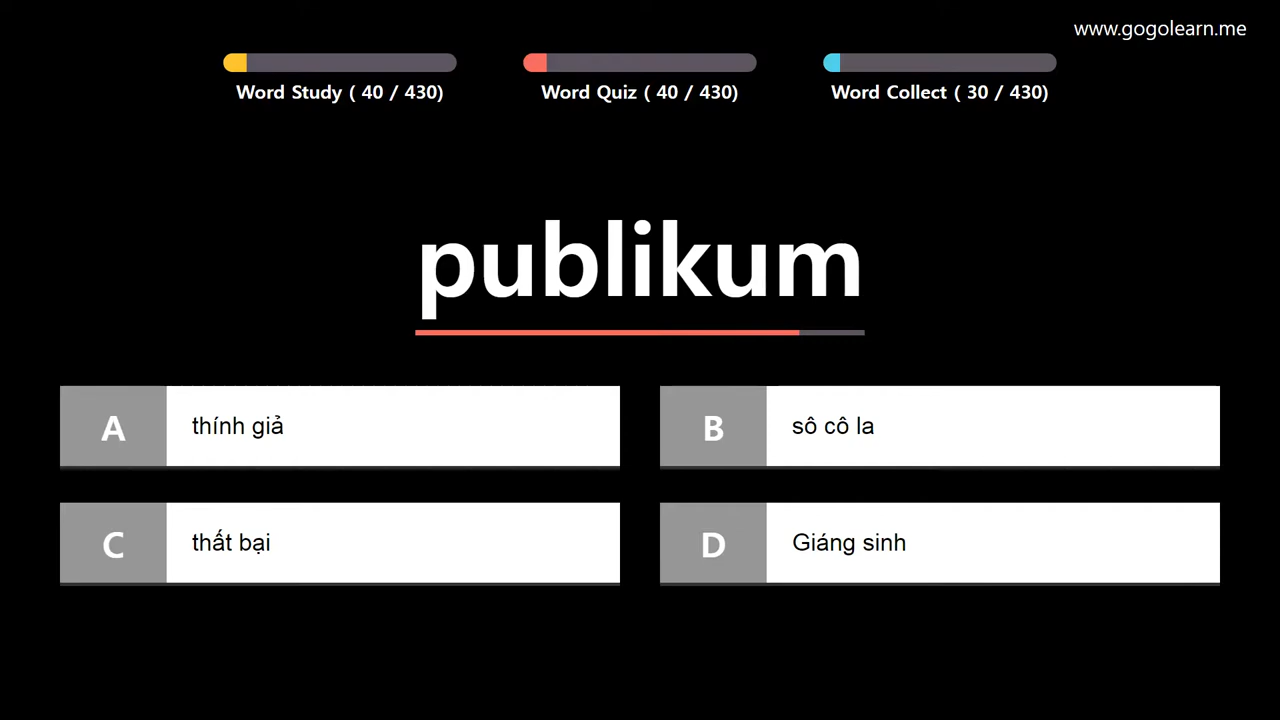 www.gogolearn.me
Word Study ( 40 / 430)
Word Quiz ( 40 / 430)
Word Collect ( 30 / 430)
publikum
A thính giả
B sô cô la
C thất bại
D Giáng sinh